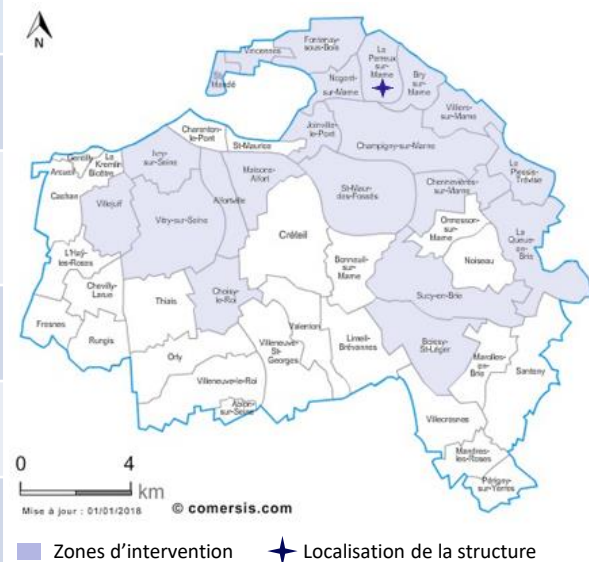 N
Fontenay-
sous-Bois
Vincennes
St-
Mandé
Le
Perreux
sur-
Marne
Nogent-
sur-Marne
Bry
sur-
Marne
Villiers-
sur-Marne
Joinville-
le-Pont
Champigny-sur-Marne
Charenton-
le-Pont
St-Maurice
Gentilly
Le
Kremlin
Bicêtre
Ivry-
sur-Seine
Arcueil
Cachan
Villejuif
Vitry-sur-Seine
Alfortville
Maisons-
Alfort
St-Maur
des-Fossés
Chennevières-
sur-Marne
Le
Plessis-
Trévise
Ormesson-
sur-
Marne
La
Queue-
en-
Brie
Noiseau
Créteil
Bonneuil-
sur-
Marne
Sucy-en-Brie
L'Haÿ-
les-Roses
Chevilly-
Larue
Thiais
Choisy-
le-Roi
Fresnes
Rungis
Orly
Villeneuve-
St-
Georges
Valenton
Limeil-
Brévannes
Boissy-
St-Léger
Marolles-
en-
Brie
Santeny
Villeneuve-le-Roi
Ablon-
sur-Seine
Villecresnes
Mandres-
les-Roses
Périgny-
sur-Yerres
0 4
km
Mise à jour : 01/01/2018 © comersis.com
Zones d'intervention Localisation de la structure